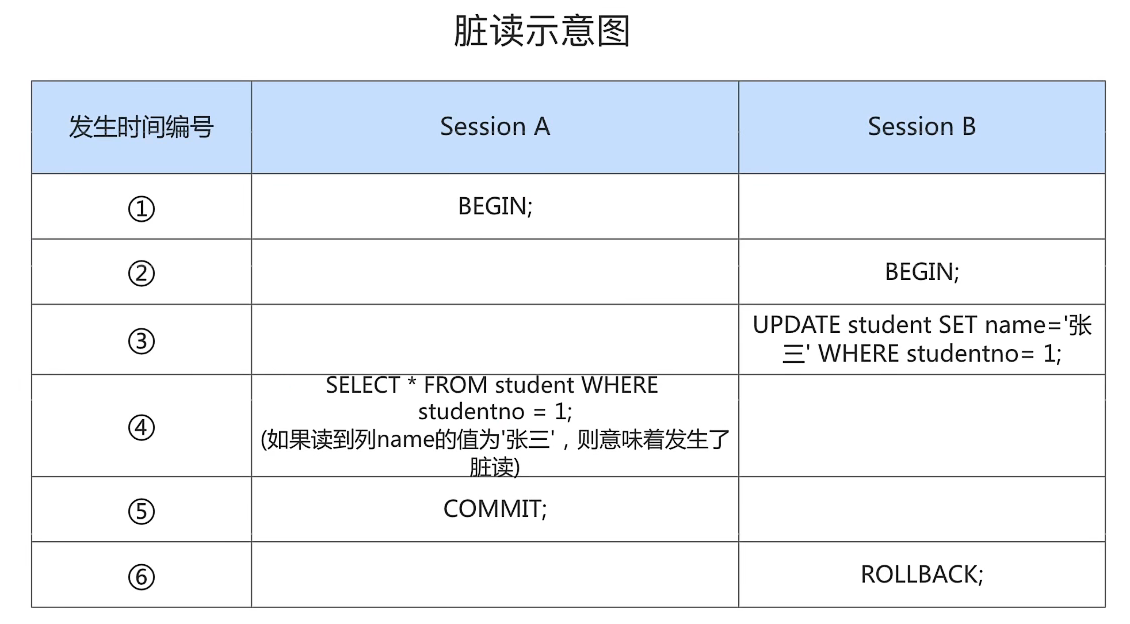 脏读示意图
发生时间编号 Session A Session B
① BEGIN;
② BEGIN;
③ UPDATE student SET name='张
三' WHERE studentno= 1;
④ SELECT * FROM student WHERE
studentno = 1;
(如果读到列name的值为'张三'，则意味着发生了
脏读)
⑤ COMMIT;
⑥ ROLLBACK;